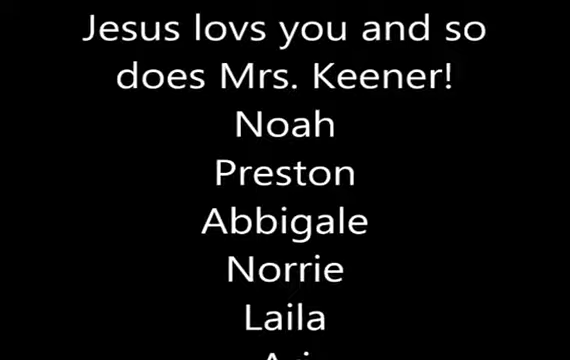 Jesus lovs you and so
does Mrs. Keener!
Noah
Preston
Abbigale
Norrie
Laila